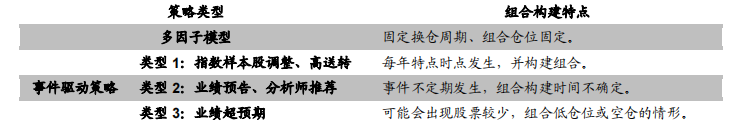 策略类型 组合构建特点
多因子模型 固定换仓周期、组合仓位固定。
类型 1：指数样本股调整、高送转 每年特点时点发生，并构建组合。
事件驱动策略 类型 2：业绩预告、分析师推荐 事件不定期发生，组合构建时间不确定。
类型 3：业绩超预期 可能会出现股票较少，组合低仓位或空仓的情形。